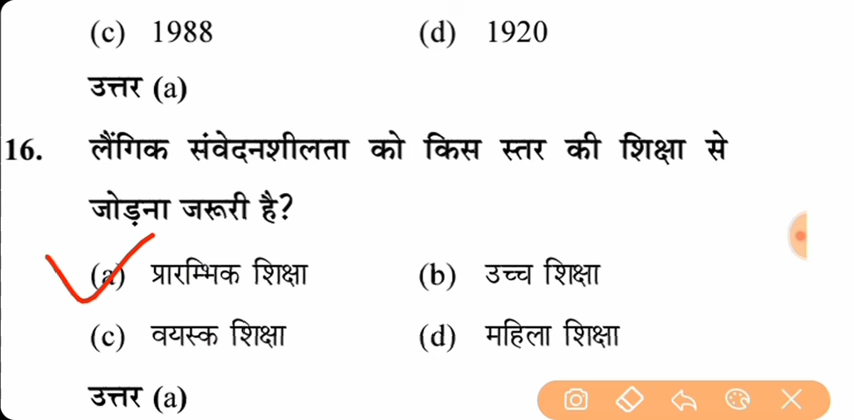 (c) 1988 (d) 1920
उत्तर (a)
16. लैंगिक संवेदनशीलता को किस स्तर की शिक्षा से
जोड़ना जरूरी है?
(a) प्रारम्भिक शिक्षा (b) उच्च शिक्षा
(c) वयस्क शिक्षा (d) महिला शिक्षा
उत्तर (a)